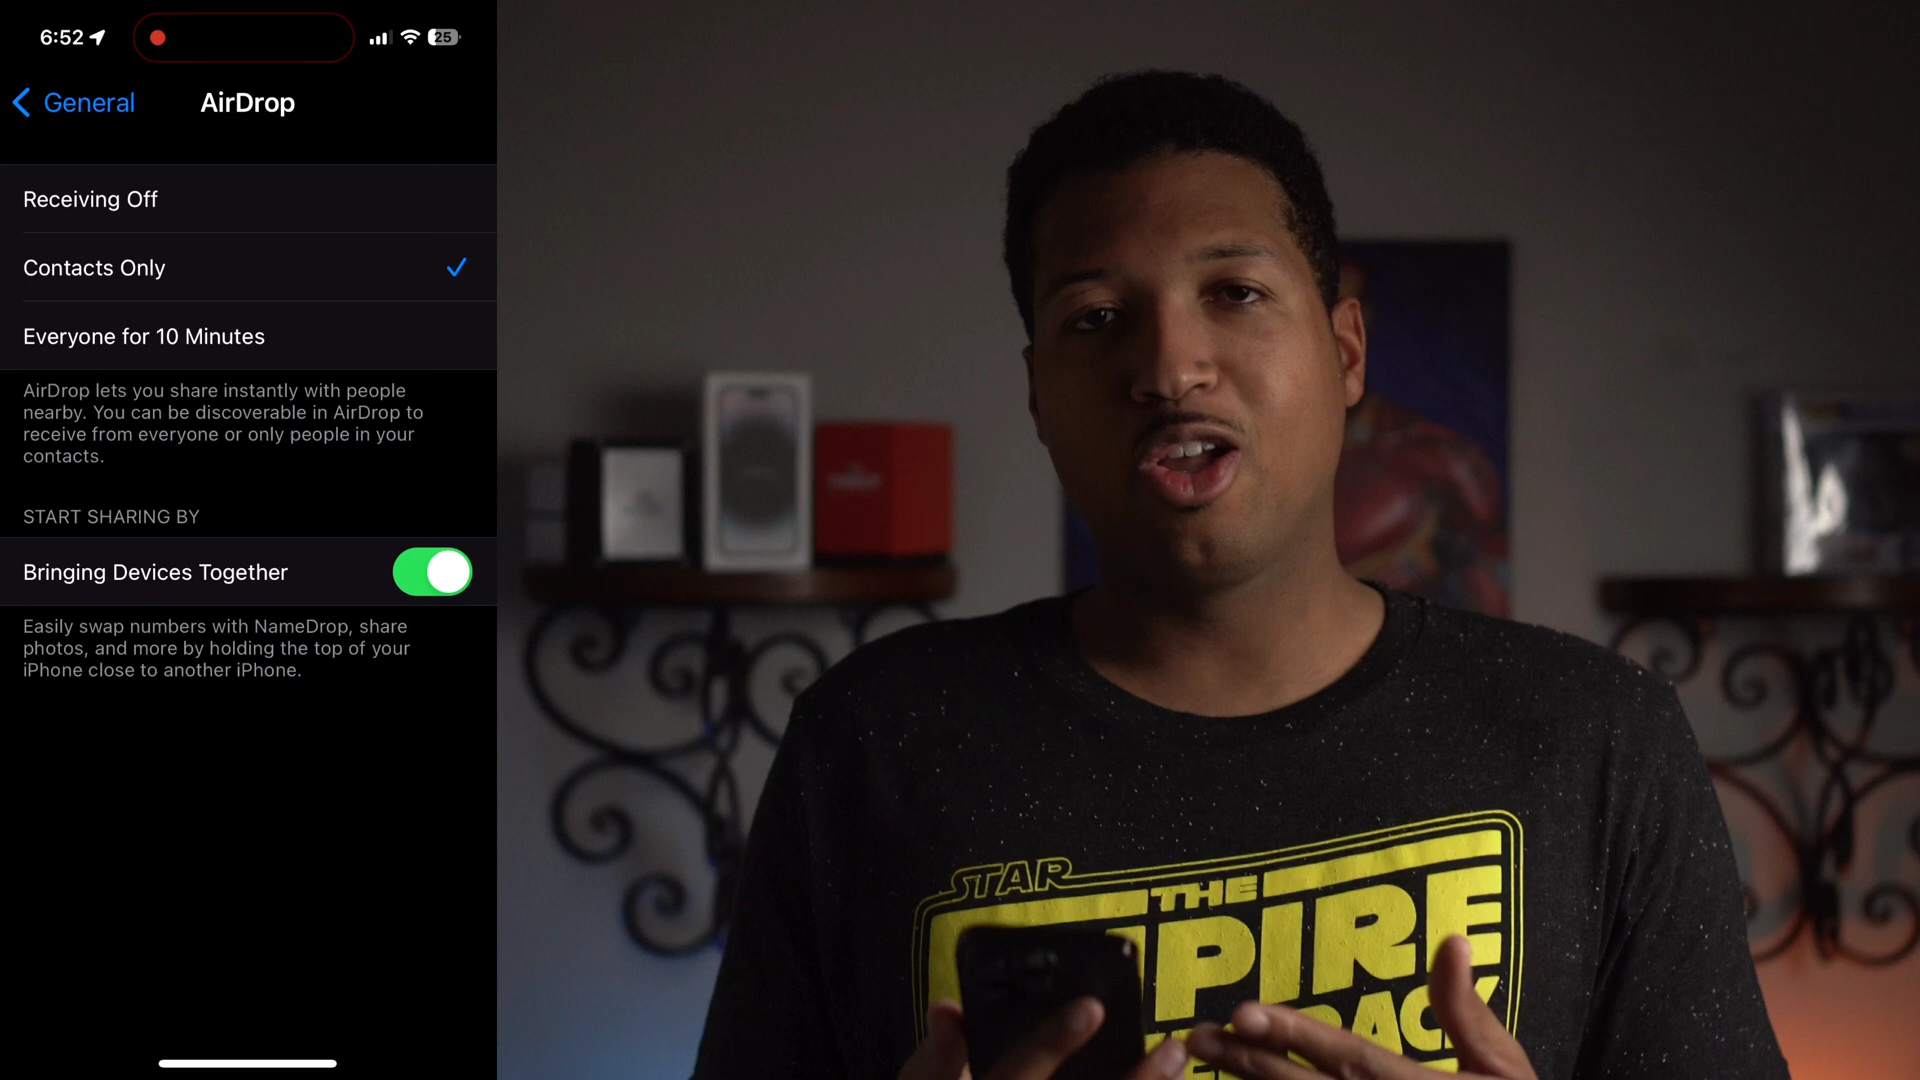 6:52
25
General
AirDrop
Receiving Off
Contacts Only
Everyone for 10 Minutes
AirDrop lets you share instantly with people
nearby. You can be discoverable in AirDrop to
receive from everyone or only people in your
contacts.
START SHARING BY
Bringing Devices Together
Easily swap numbers with NameDrop, share
photos, and more by holding the top of your
iPhone close to another iPhone.
STAR
THE
PIRE